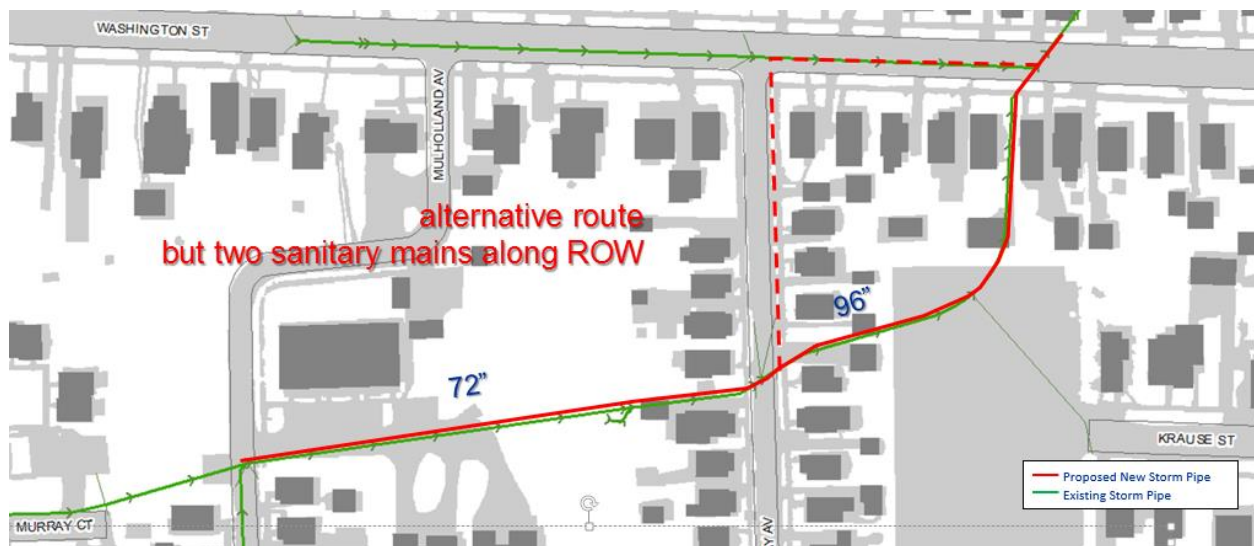 WASHINGTON ST
MULHOLLAND AV
alternative route
but two sanitary mains along ROW
96”
72”
KRAUSE ST
Proposed New Storm Pipe
Existing Storm Pipe
MURRAY CT
AV